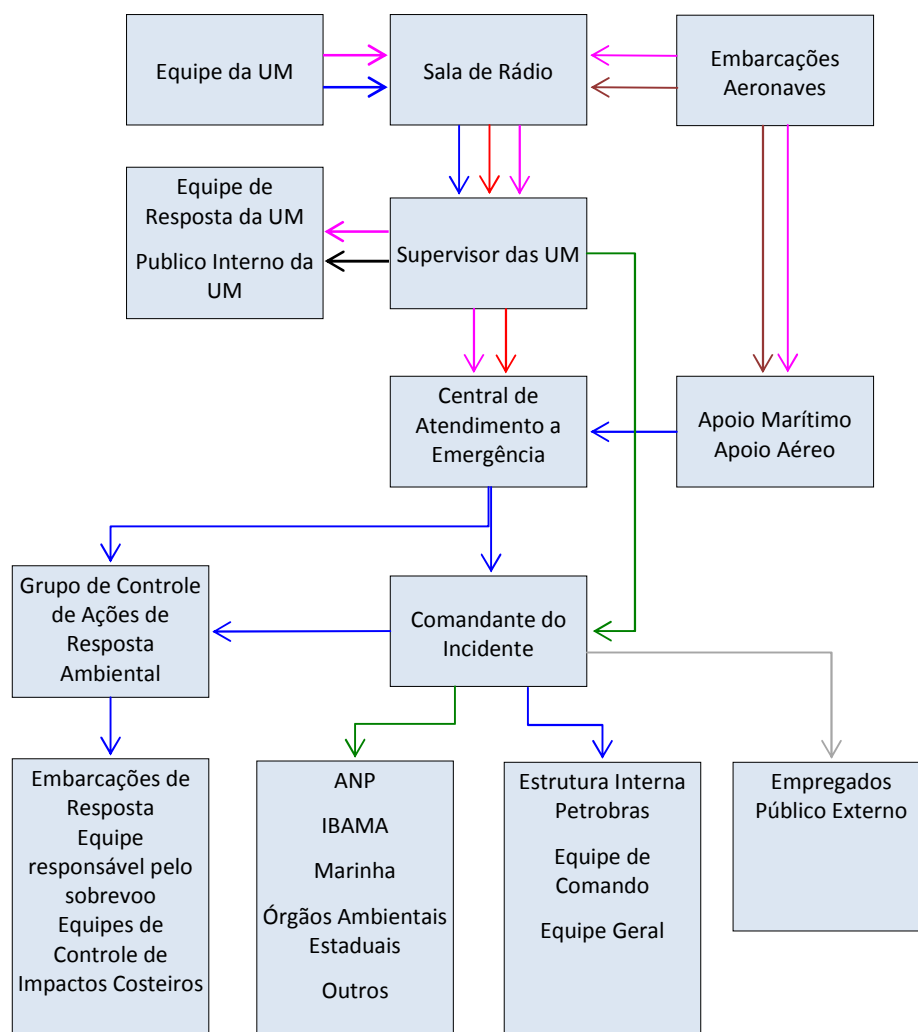 Equipe da UM
Sala de Rádio
Embarcações
Aeronaves
Equipe de
Resposta da UM
Publico Interno da
UM
Supervisor das UM
Central de
Atendimento a
Emergência
Apoio Marítimo
Apoio Aéreo
Grupo de Controle
de Ações de
Resposta
Ambiental
Comandante do
Incidente
Embarcações de
Resposta
Equipe
responsável pelo
sobrevoo
Equipes de
Controle de
Impactos Costeiros
ANP
IBAMA
Marinha
Órgãos Ambientais
Estaduais
Outros
Estrutura Interna
Petrobras
Equipe de
Comando
Equipe Geral
Empregados
Público Externo